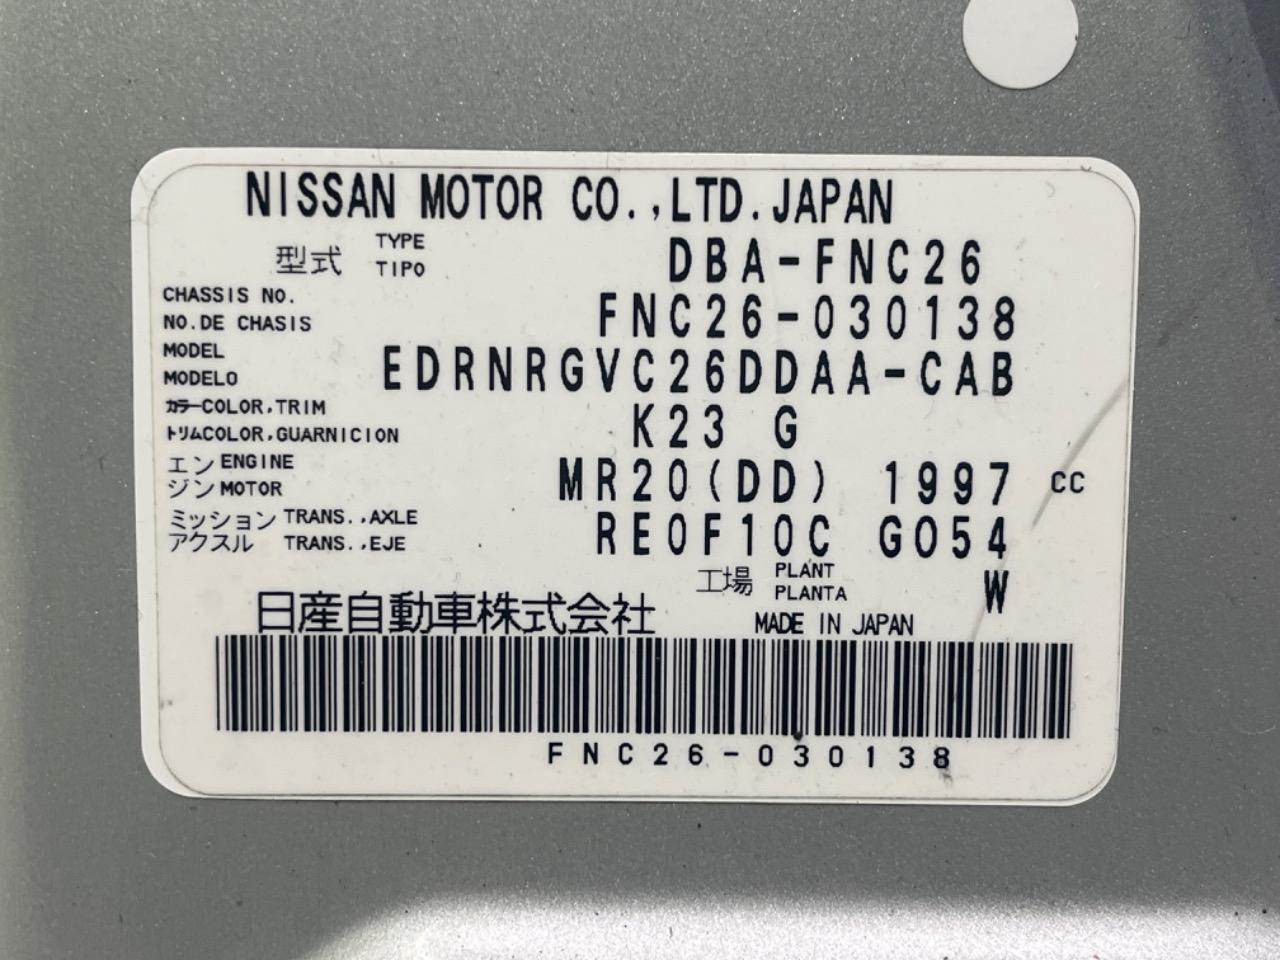 NISSAN MOTOR CO.,LTD.JAPAN
型式 TYPE TIPO DBA-FNC26
CHASSIS NO.
NO.DE CHASIS FNC26-030138
MODEL
MODELO EDRNRGVC26DDAA-CAB
カラーCOLOR,TRIM
トリムCOLOR,GUARNICION K23 G
エンジン ENGINE MOTOR MR20(DD) 1997 CC
ミッション TRANS.,AXLE
アクスル TRANS.,EJE RE0F10C G054
工場 PLANT PLANTA W
日産自動車株式会社 MADE IN JAPAN
FNC26-030138